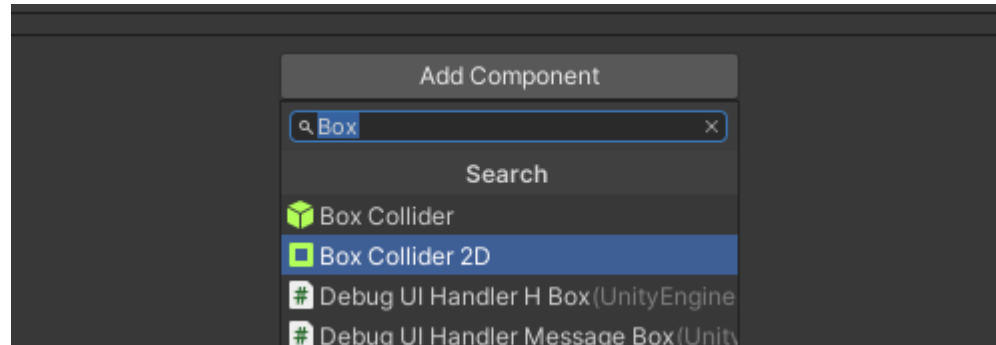 Add Component
Box
Search
Box Collider
Box Collider 2D
# Debug UI Handler H Box(UnityEngine
# Debug UI Handler Message Box(Unity